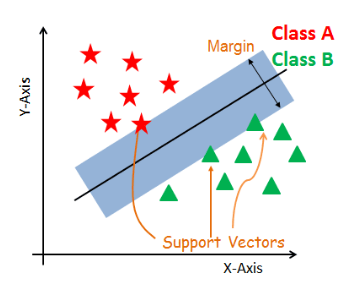 Class A
Margin
Class B
Y-Axis
Support Vectors
X-Axis